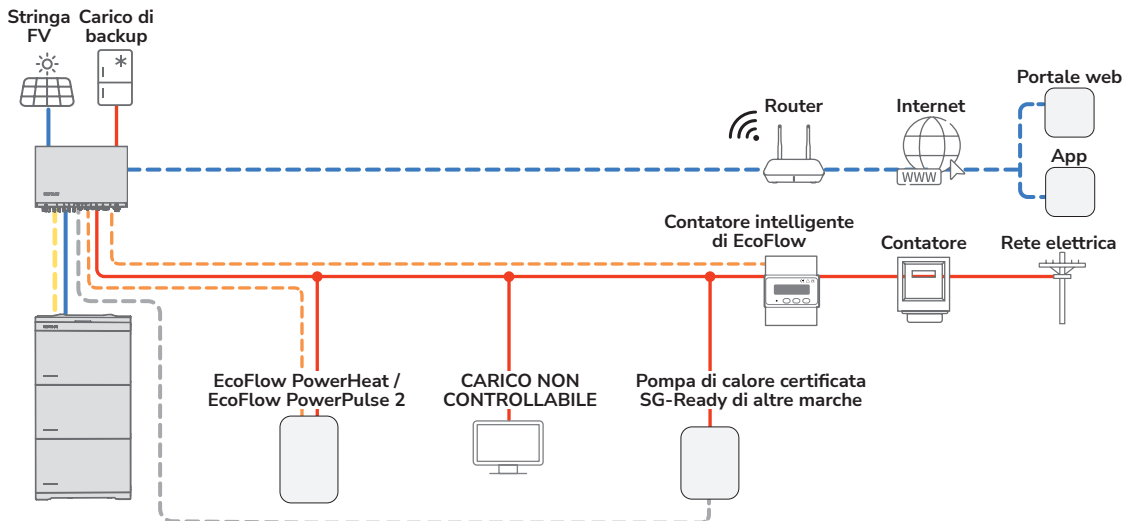 Stringa
FV
Carico di
backup
Router
Internet
WWW
Portale web
App
Contatore intelligente
di EcoFlow
Contatore
Rete elettrica
EcoFlow PowerHeat /
EcoFlow PowerPulse 2
CARICO NON
CONTROLLABILE
Pompa di calore certificata
SG-Ready di altre marche